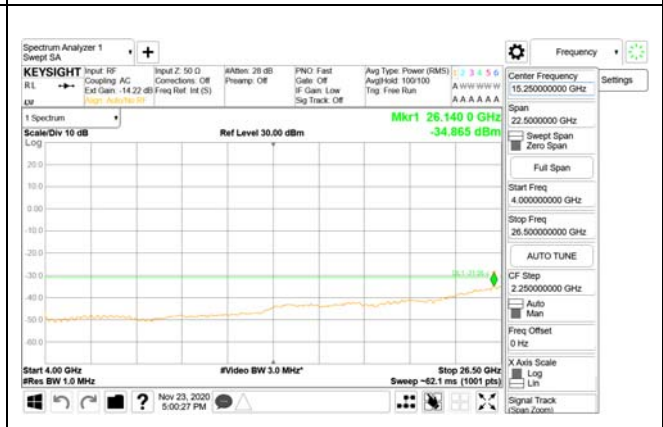 Spectrum Analyzer 1
Swept SA
Frequency
KEYSIGHT
RL
Input: RF
Coupling: AC
Ext Gain: -14.22 dB
Align: Auto/No RF
Input Z: 50 Ω
Corrections: Off
Freq Ref: Int (S)
#Atten: 28 dB
Preamp: Off
PNO: Fast
Gate: Off
IF Gain: Low
Sig Track: Off
Avg Type: Power (RMS)
Avg|Hold: 100/100
Trig: Free Run
1 2 3 4 5 6
A W W W W W
A A A A A A
1 Spectrum
Scale/Div 10 dB
Log
Ref Level 30.00 dBm
Mkr1 26.140 0 GHz
-34.865 dBm
20.0
10.0
0.00
-10.0
-20.0
-30.0
-40.0
-50.0
-60.0
Start 4.00 GHz
#Res BW 1.0 MHz
#Video BW 3.0 MHz*
Stop 26.50 GHz
Sweep ~62.1 ms (1001 pts)
Nov 23, 2020
5:00:27 PM
Center Frequency
15.250000000 GHz
Settings
Span
22.5000000 GHz
Swept Span
Zero Span
Full Span
Start Freq
4.000000000 GHz
Stop Freq
26.500000000 GHz
AUTO TUNE
CF Step
2.250000000 GHz
Auto
Man
Freq Offset
0 Hz
X Axis Scale
Log
Lin
Signal Track
(Span Zoom)